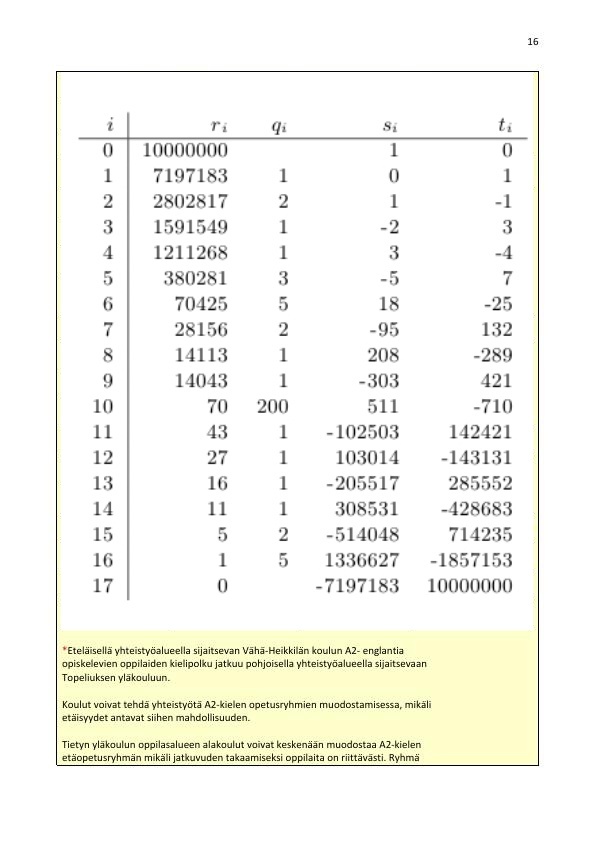 16
i r_i q_i s_i t_i
0 10000000 1 0
1 7197183 1 0 1
2 2802817 2 1 -1
3 1591549 1 -2 3
4 1211268 1 3 -4
5 380281 3 -5 7
6 70425 5 18 -25
7 28156 2 -95 132
8 14113 1 208 -289
9 14043 1 -303 421
10 70 200 511 -710
11 43 1 -102503 142421
12 27 1 103014 -143131
13 16 1 -205517 285552
14 11 1 308531 -428683
15 5 2 -514048 714235
16 1 5 1336627 -1857153
17 0 -7197183 10000000
*Eteläisellä yhteistyöalueella sijaitsevan Vähä-Heikkilän koulun A2- englantia
opiskelevien oppilaiden kielipolku jatkuu pohjoisella yhteistyöalueella sijaitsevaan
Topeliuksen yläkouluun.
Koulut voivat tehdä yhteistyötä A2-kielen opetusryhmien muodostamisessa, mikäli
etäisyydet antavat siihen mahdollisuuden.
Tietyn yläkoulun oppilasalueen alakoulut voivat keskenään muodostaa A2-kielen
etäopetusryhmän mikäli jatkuvuden takaamiseksi oppilaita on riittävästi. Ryhmä